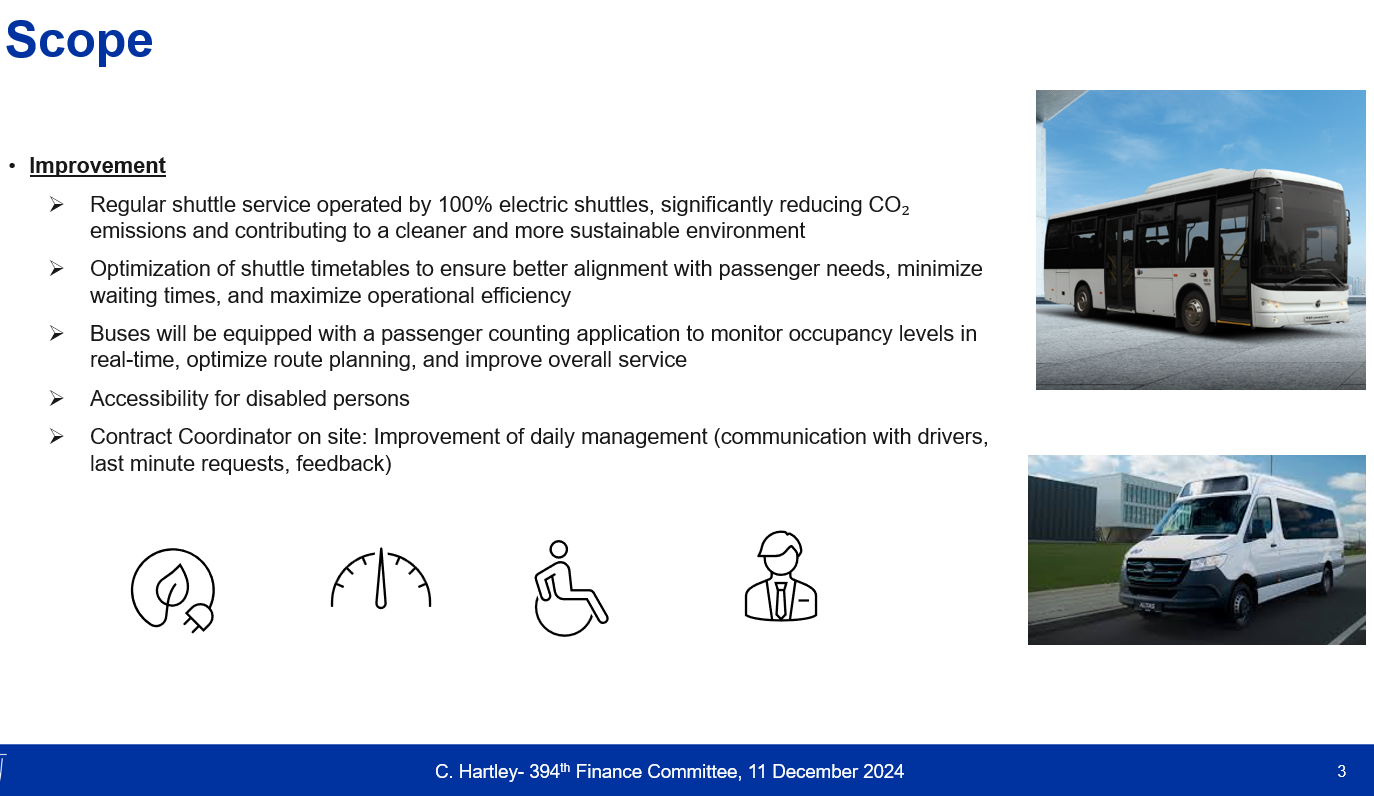 Scope
• Improvement
➢ Regular shuttle service operated by 100% electric shuttles, significantly reducing CO₂
emissions and contributing to a cleaner and more sustainable environment
➢ Optimization of shuttle timetables to ensure better alignment with passenger needs, minimize
waiting times, and maximize operational efficiency
➢ Buses will be equipped with a passenger counting application to monitor occupancy levels in
real-time, optimize route planning, and improve overall service
➢ Accessibility for disabled persons
➢ Contract Coordinator on site: Improvement of daily management (communication with drivers,
last minute requests, feedback)
C. Hartley- 394th Finance Committee, 11 December 2024
3